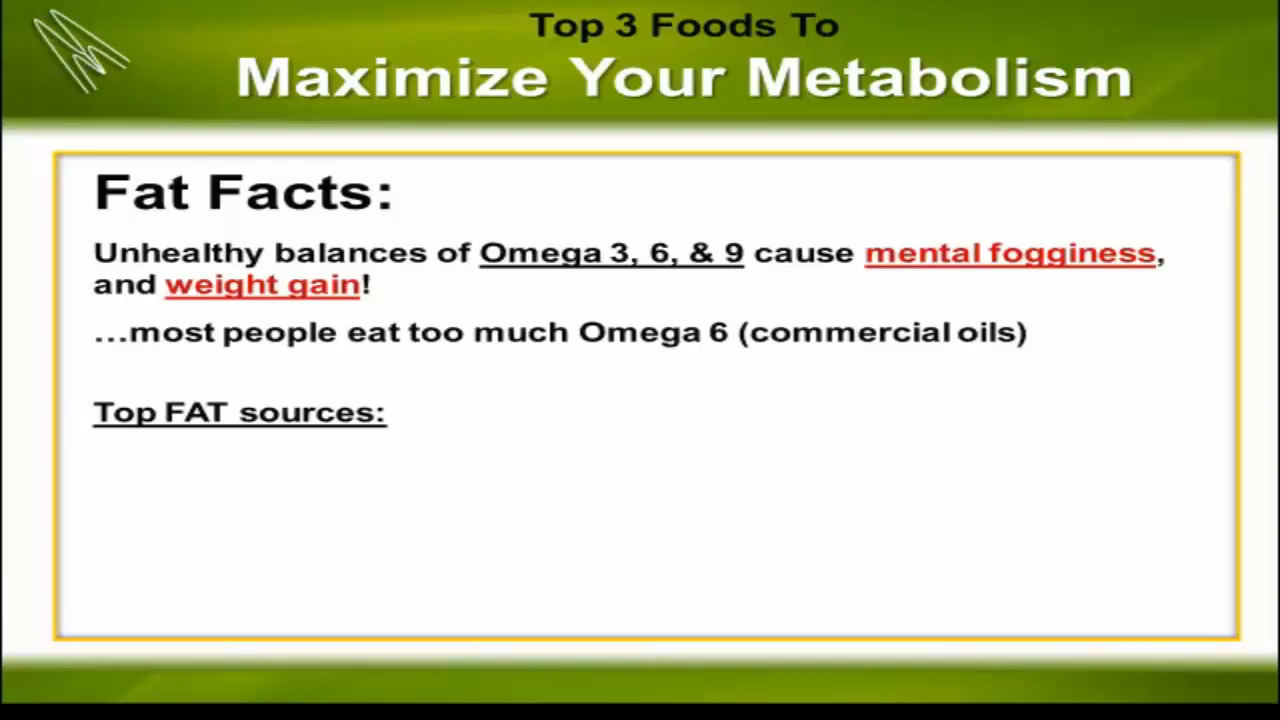 Top 3 Foods To
Maximize Your Metabolism
Fat Facts:
Unhealthy balances of Omega 3, 6, & 9 cause mental fogginess,
and weight gain!
...most people eat too much Omega 6 (commercial oils)
Top FAT sources: